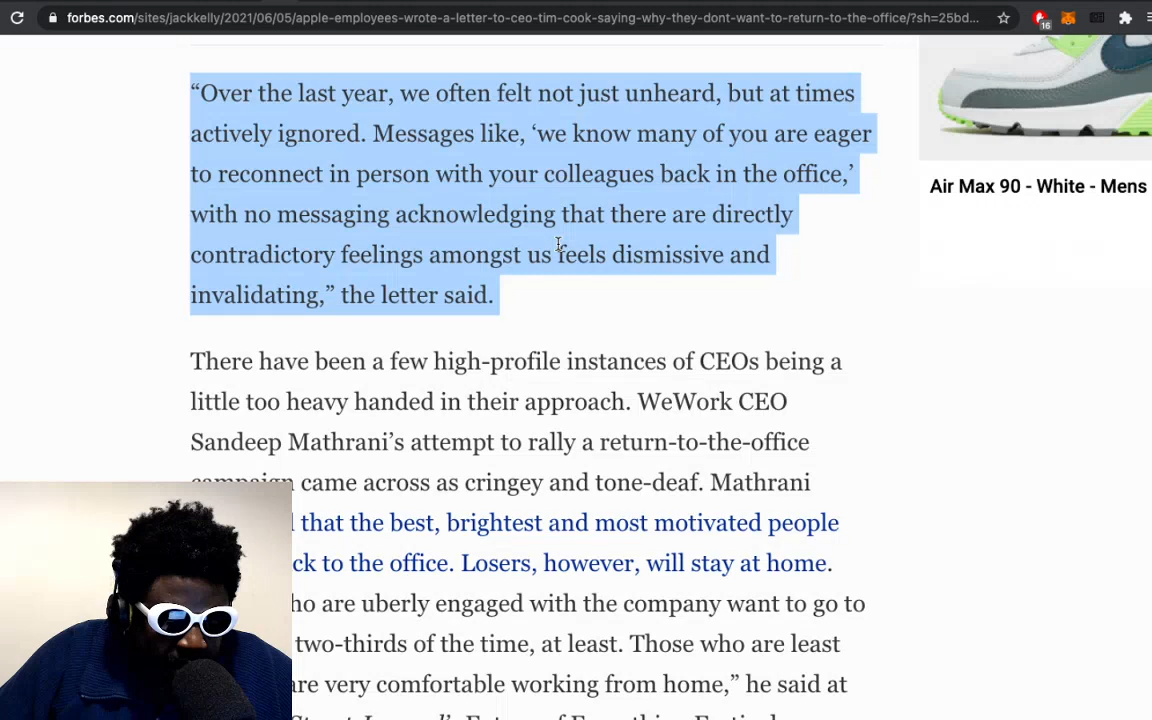 forbes.com/sites/jackkelly/2021/06/05/apple-employees-wrote-a-letter-to-ceo-tim-cook-saying-why-they-dont-want-to-return-to-the-office/?sh=25bd...
16
“Over the last year, we often felt not just unheard, but at times
actively ignored. Messages like, ‘we know many of you are eager
to reconnect in person with your colleagues back in the office,’
with no messaging acknowledging that there are directly
contradictory feelings amongst us feels dismissive and
invalidating,” the letter said.
Air Max 90 - White - Mens
There have been a few high-profile instances of CEOs being a
little too heavy handed in their approach. WeWork CEO
Sandeep Mathrani’s attempt to rally a return-to-the-office
campaign came across as cringey and tone-deaf. Mathrani
that the best, brightest and most motivated people
ck to the office. Losers, however, will stay at home.
ho are uberly engaged with the company want to go to
two-thirds of the time, at least. Those who are least
are very comfortable working from home,” he said at